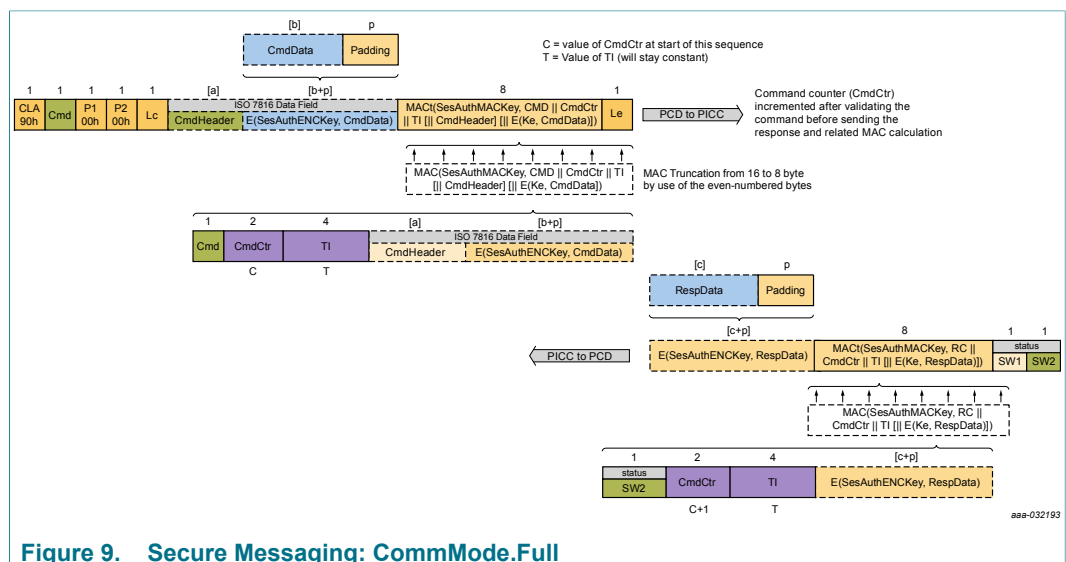 [b] p
CmdData Padding
C = value of CmdCtr at start of this sequence
T = Value of TI (will stay constant)
1 1 1 1 1 [a] [b+p] 8 1
CLA 90h Cmd P1 00h P2 00h Lc
ISO 7816 Data Field
CmdHeader E(SesAuthENCKey, CmdData)
MACt(SesAuthMACKey, CMD || CmdCtr
|| TI [|| CmdHeader] [|| E(Ke, CmdData)])
Le
PCD to PICC
Command counter (CmdCtr)
incremented after validating the
command before sending the
response and related MAC calculation
MAC(SesAuthMACKey, CMD || CmdCtr || TI
[|| CmdHeader] [|| E(Ke, CmdData)])
MAC Truncation from 16 to 8 byte
by use of the even-numbered bytes
1 2 4 [a] [b+p]
Cmd CmdCtr TI
ISO 7816 Data Field
CmdHeader E(SesAuthENCKey, CmdData)
C T
[c] p
RespData Padding
[c+p] 8 1 1
PICC to PCD
E(SesAuthENCKey, RespData)
MACt(SesAuthMACKey, RC ||
CmdCtr || TI [|| E(Ke, RespData)])
status
SW1 SW2
MAC(SesAuthMACKey, RC ||
CmdCtr || TI [|| E(Ke, RespData)])
1 2 4 [c+p]
status
SW2 CmdCtr TI E(SesAuthENCKey, RespData)
C+1 T
aaa-032193
Figure 9. Secure Messaging: CommMode.Full